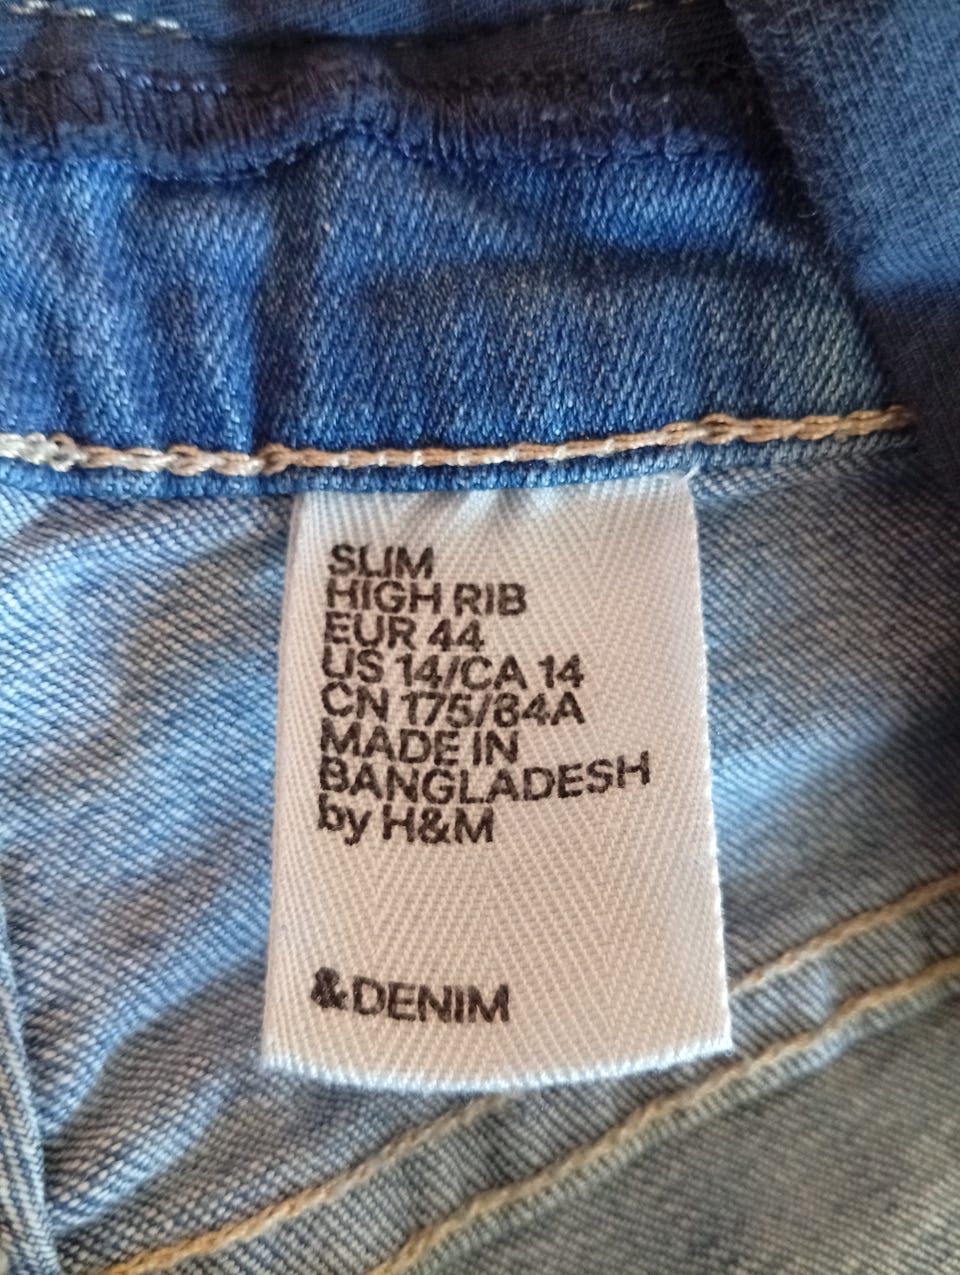 SLIM
HIGH RIB
EUR 44
US 14/CA 14
CN 175/84A
MADE IN
BANGLADESH
by H&M
&DENIM